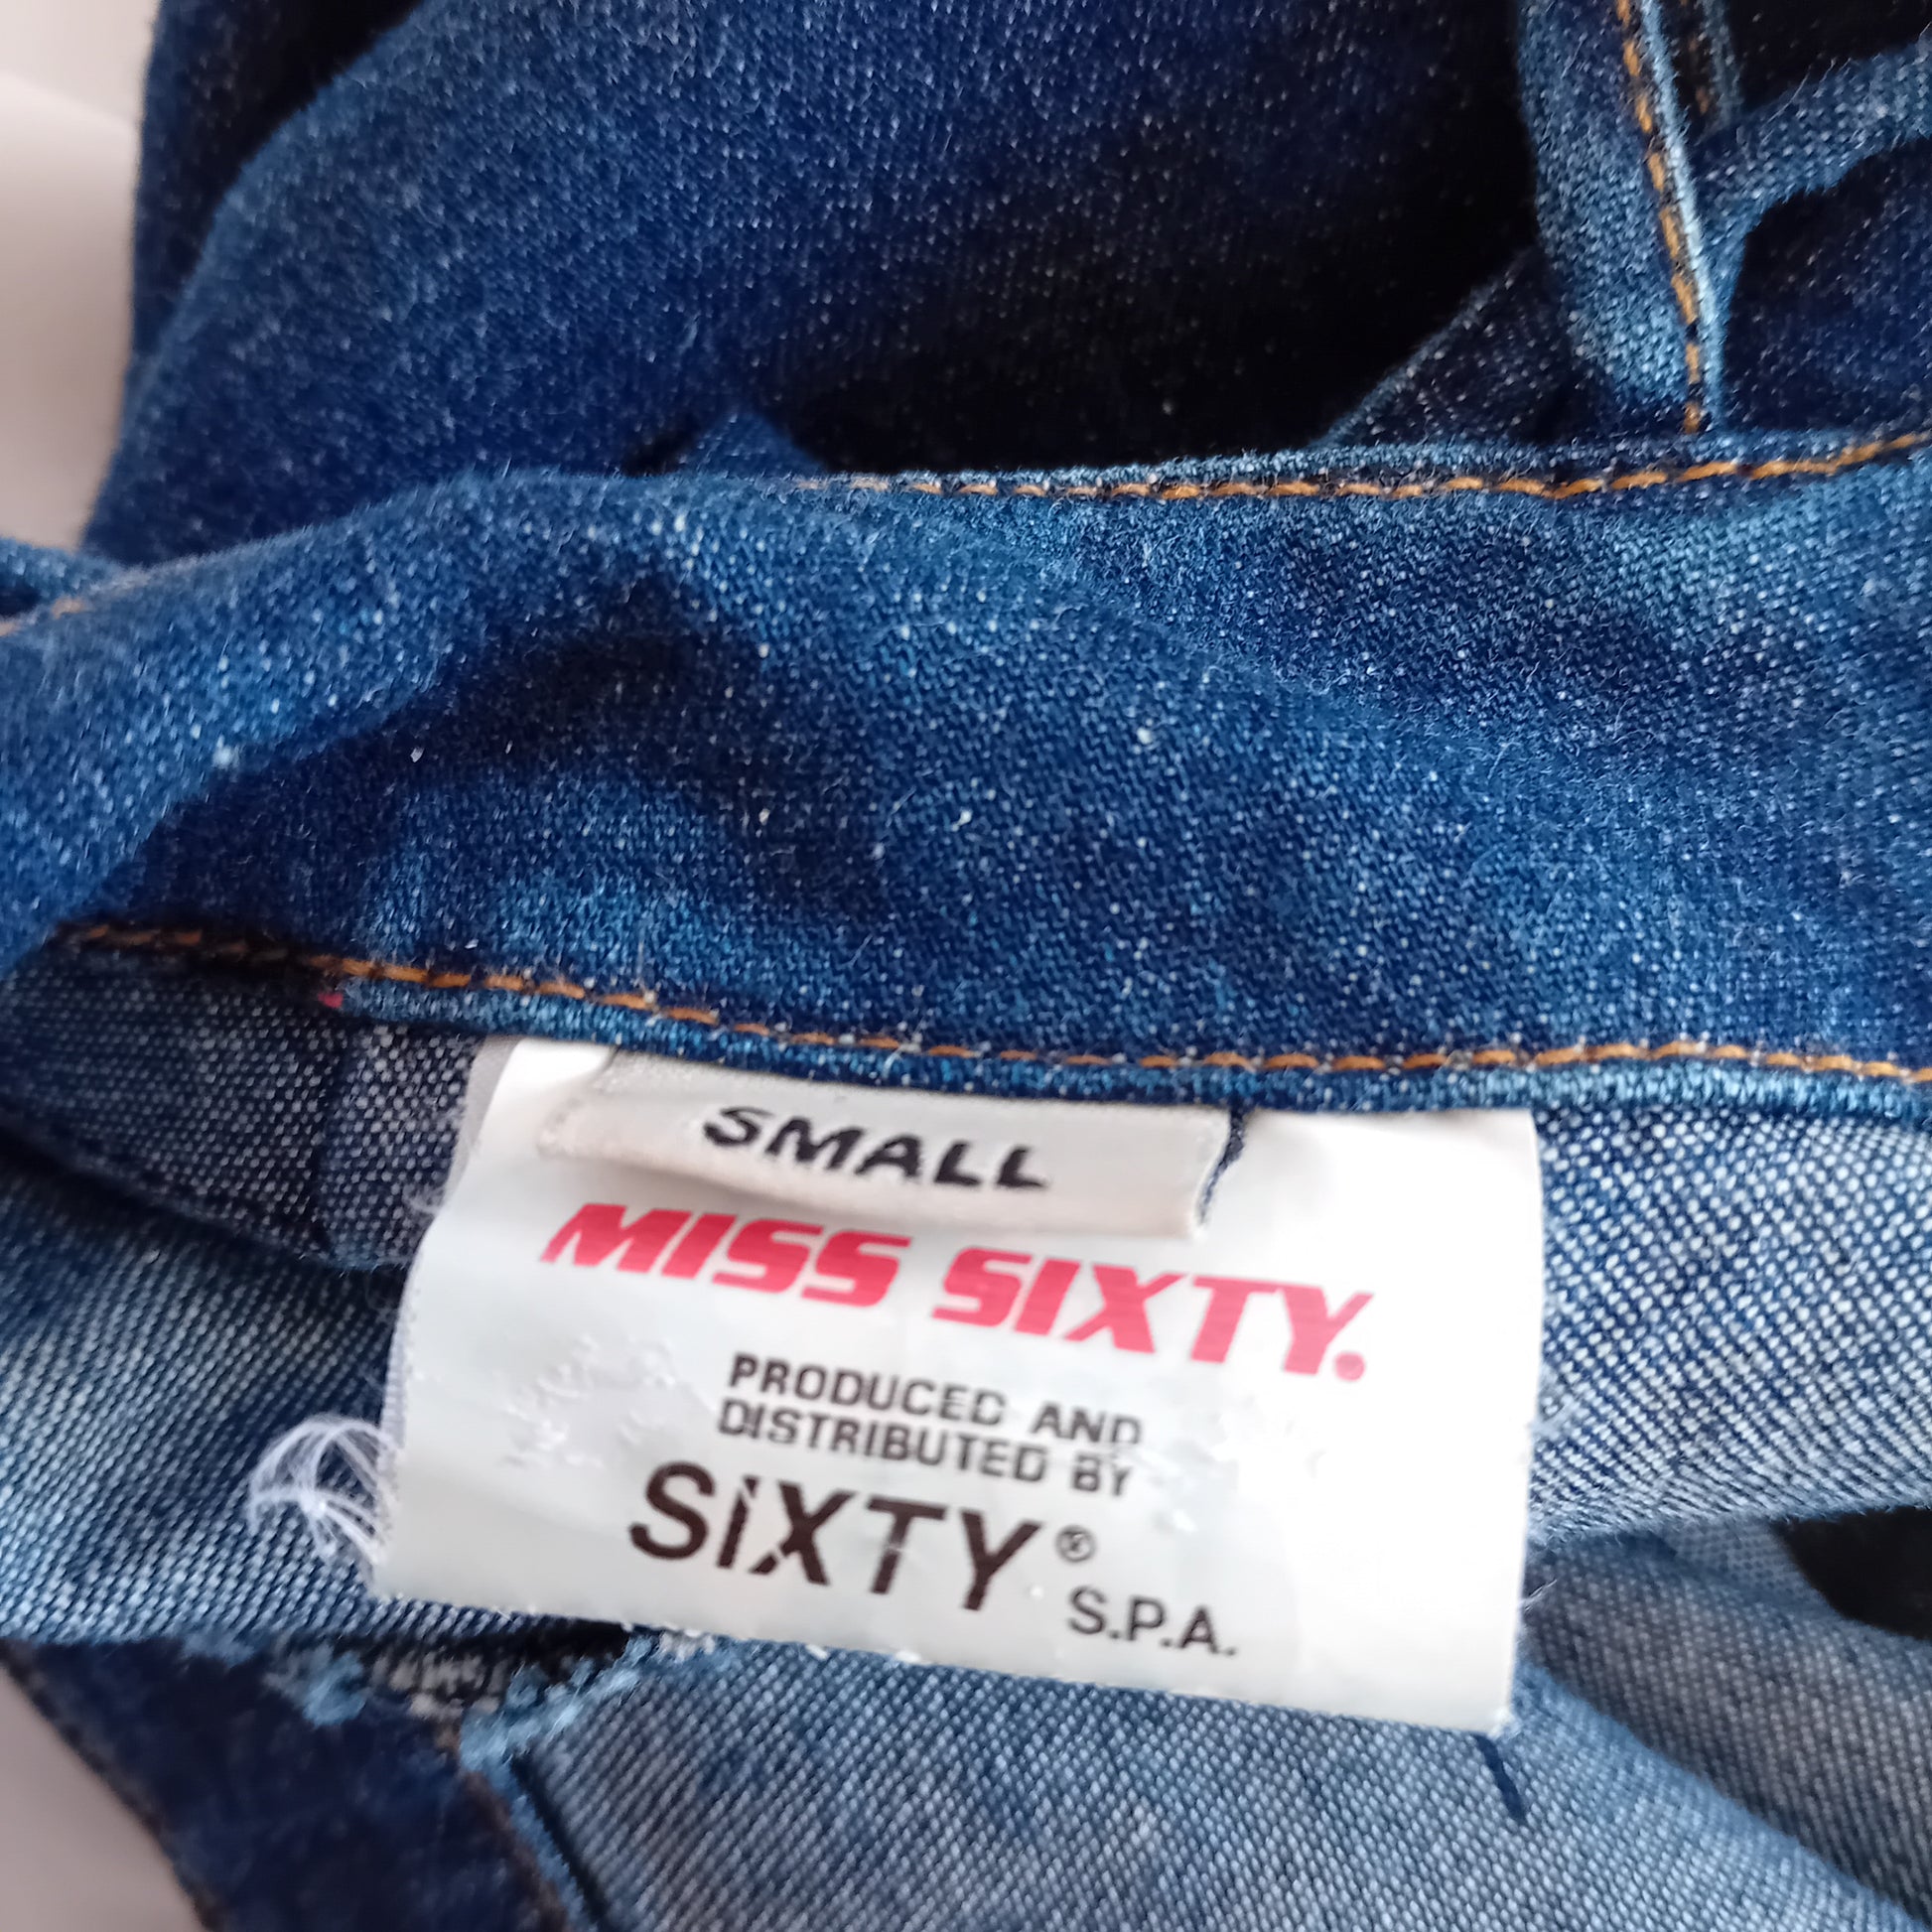 SMALL
MISS SIXTY.
PRODUCED AND
DISTRIBUTED BY
SiXTY®
S.P.A.